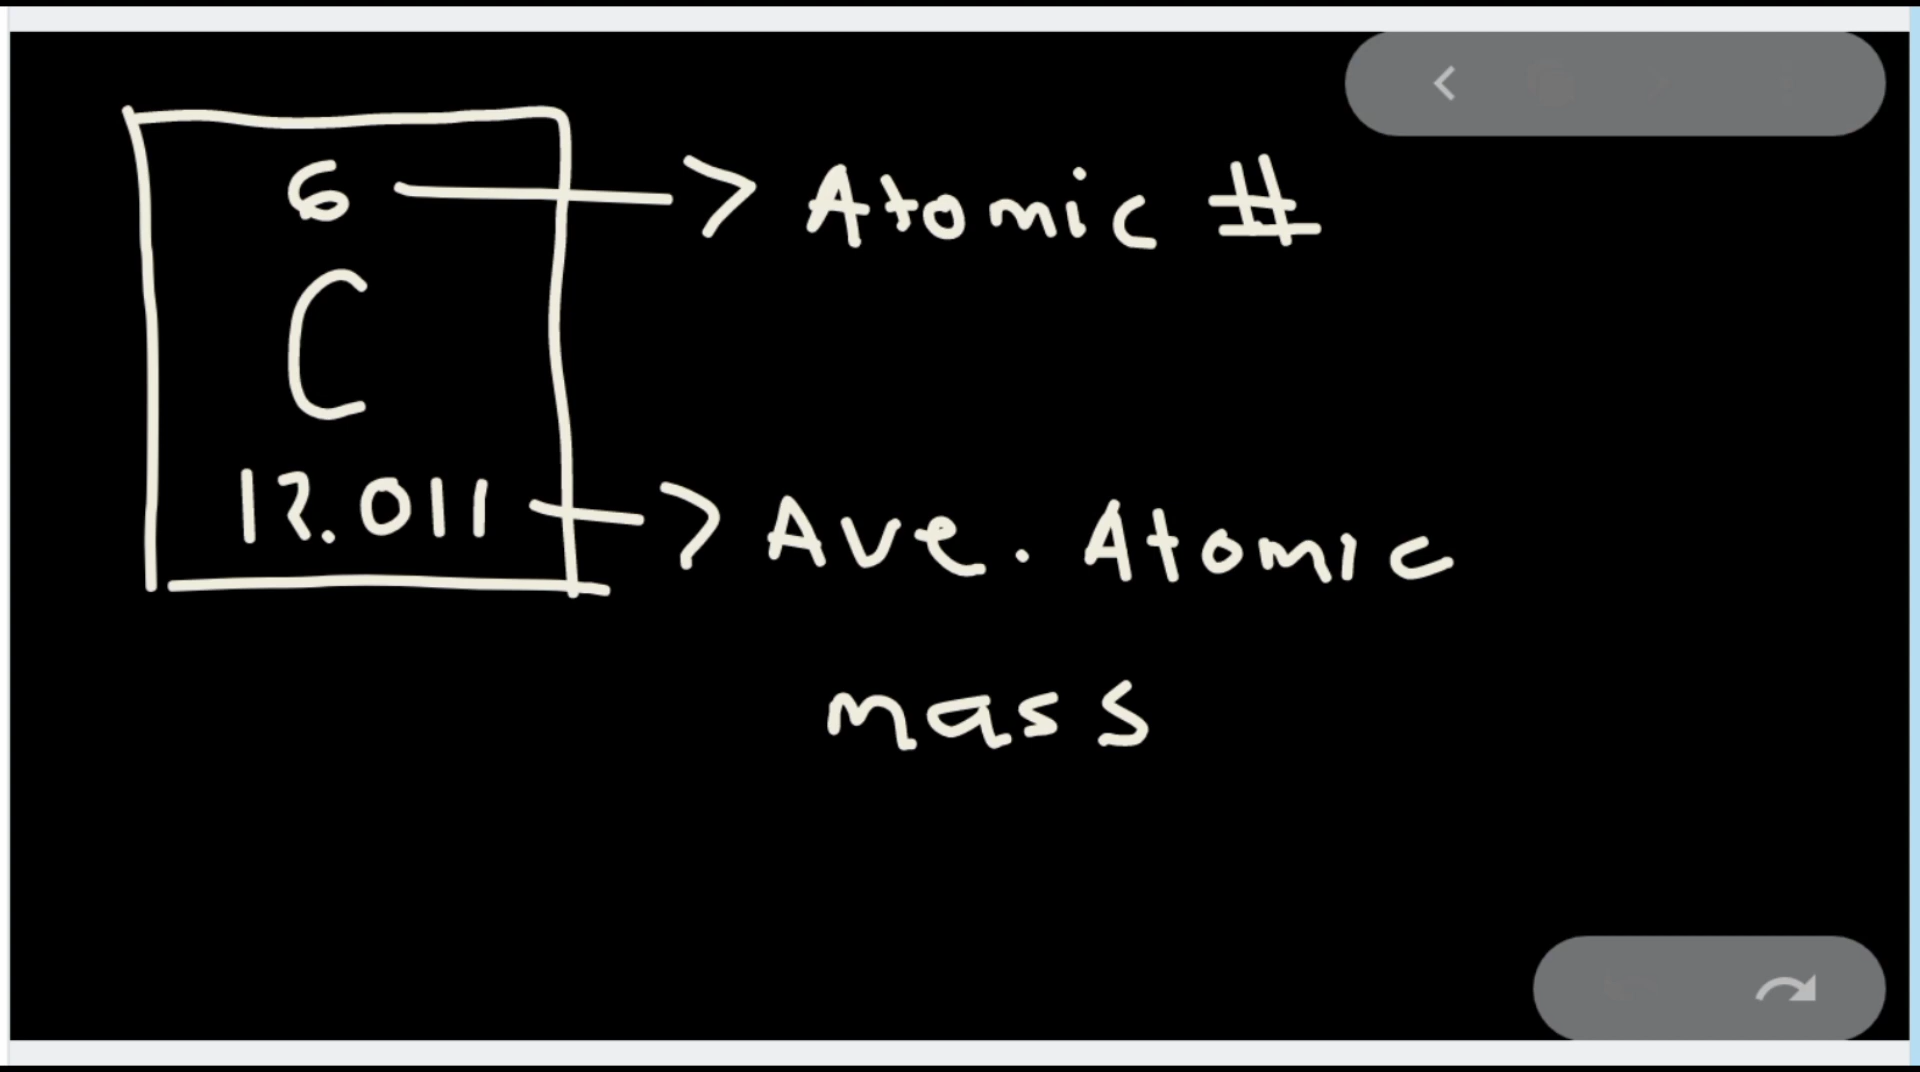 6 → Atomic #
C
12.011 → Ave. Atomic
mass